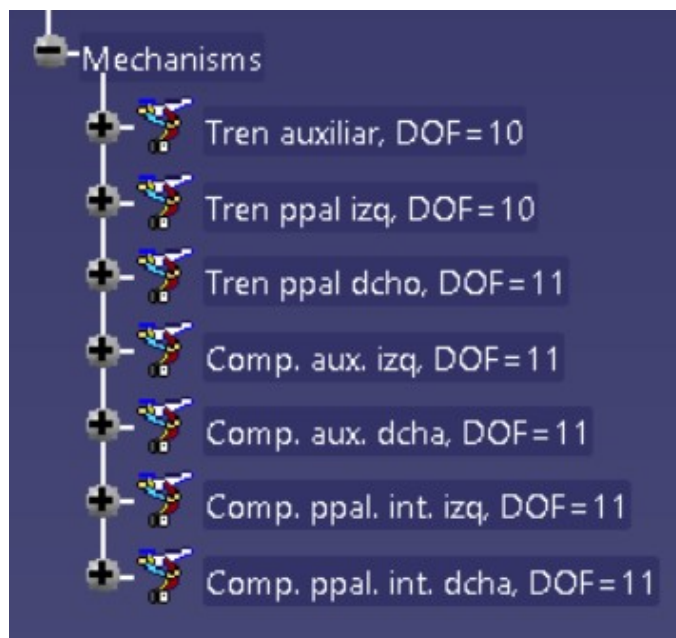 Mechanisms
Tren auxiliar, DOF=10
Tren ppal izq, DOF=10
Tren ppal dcho, DOF=11
Comp. aux. izq, DOF=11
Comp. aux. dcha, DOF=11
Comp. ppal. int. izq, DOF=11
Comp. ppal. int. dcha, DOF=11